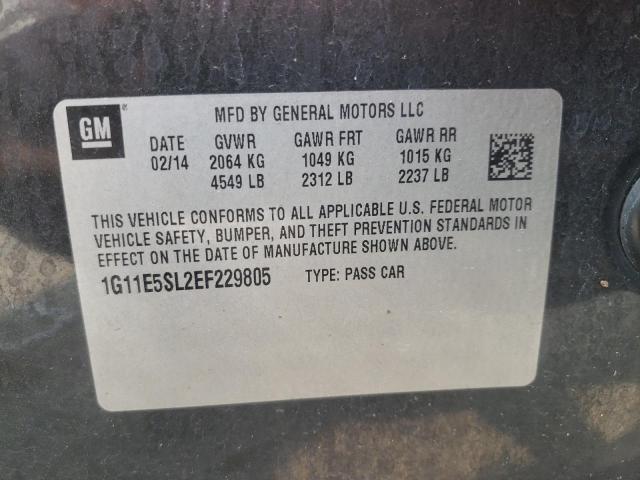 GM
MFD BY GENERAL MOTORS LLC
DATE GVWR GAWR FRT GAWR RR
02/14 2064 KG 1049 KG 1015 KG
4549 LB 2312 LB 2237 LB
THIS VEHICLE CONFORMS TO ALL APPLICABLE U.S. FEDERAL MOTOR
VEHICLE SAFETY, BUMPER, AND THEFT PREVENTION STANDARDS IN
EFFECT ON THE DATE OF MANUFACTURE SHOWN ABOVE.
1G11E5SL2EF229805 TYPE: PASS CAR